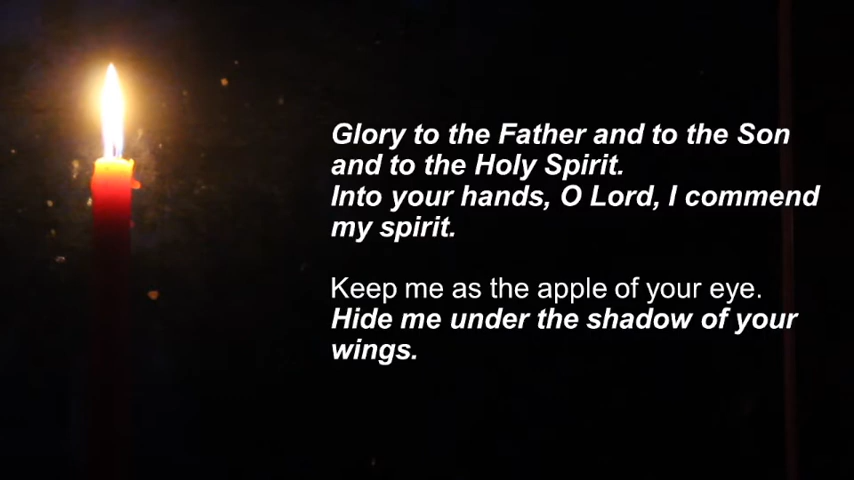 Glory to the Father and to the Son
and to the Holy Spirit.
Into your hands, O Lord, I commend
my spirit.
Keep me as the apple of your eye.
Hide me under the shadow of your
wings.